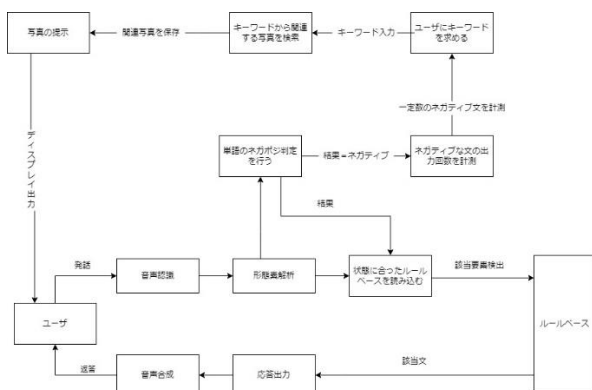 写真の提示
関連写真を保存
キーワードから関連
する写真を検索
キーワード入力
ユーザにキーワード
を求める
一定数のネガティブ文を計測
単語のネガポジ判定
を行う
結果=ネガティブ
ネガティブな文の出
力回数を計測
ディスプレイ出力
結果
発話
音声認識
形態素解析
状態に合ったルール
ベースを読み込む
該当要素検出
ルールベース
ユーザ
返答
音声合成
応答出力
該当文